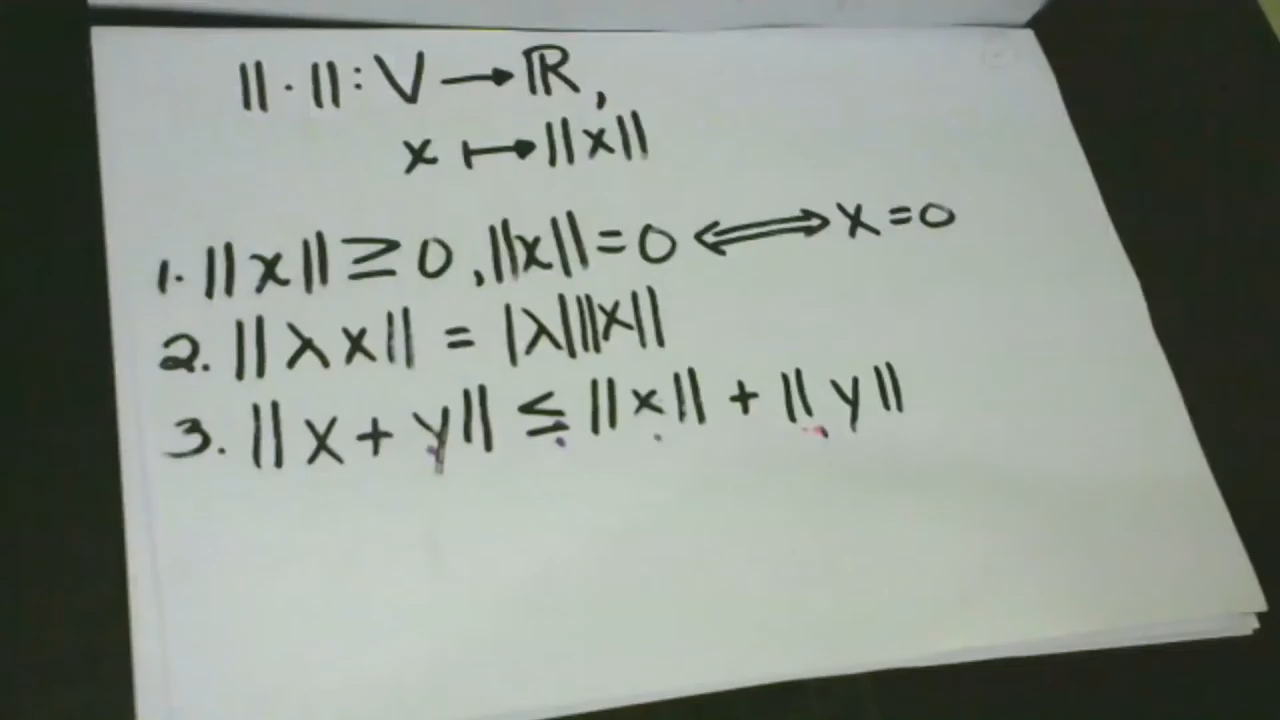 ||·||: V → ℝ,
x ↦ ||x||
1. ||x|| ≥ 0, ||x|| = 0 ⟺ x = 0
2. ||λx|| = |λ|||x||
3. ||x + y|| ≤ ||x|| + ||y||